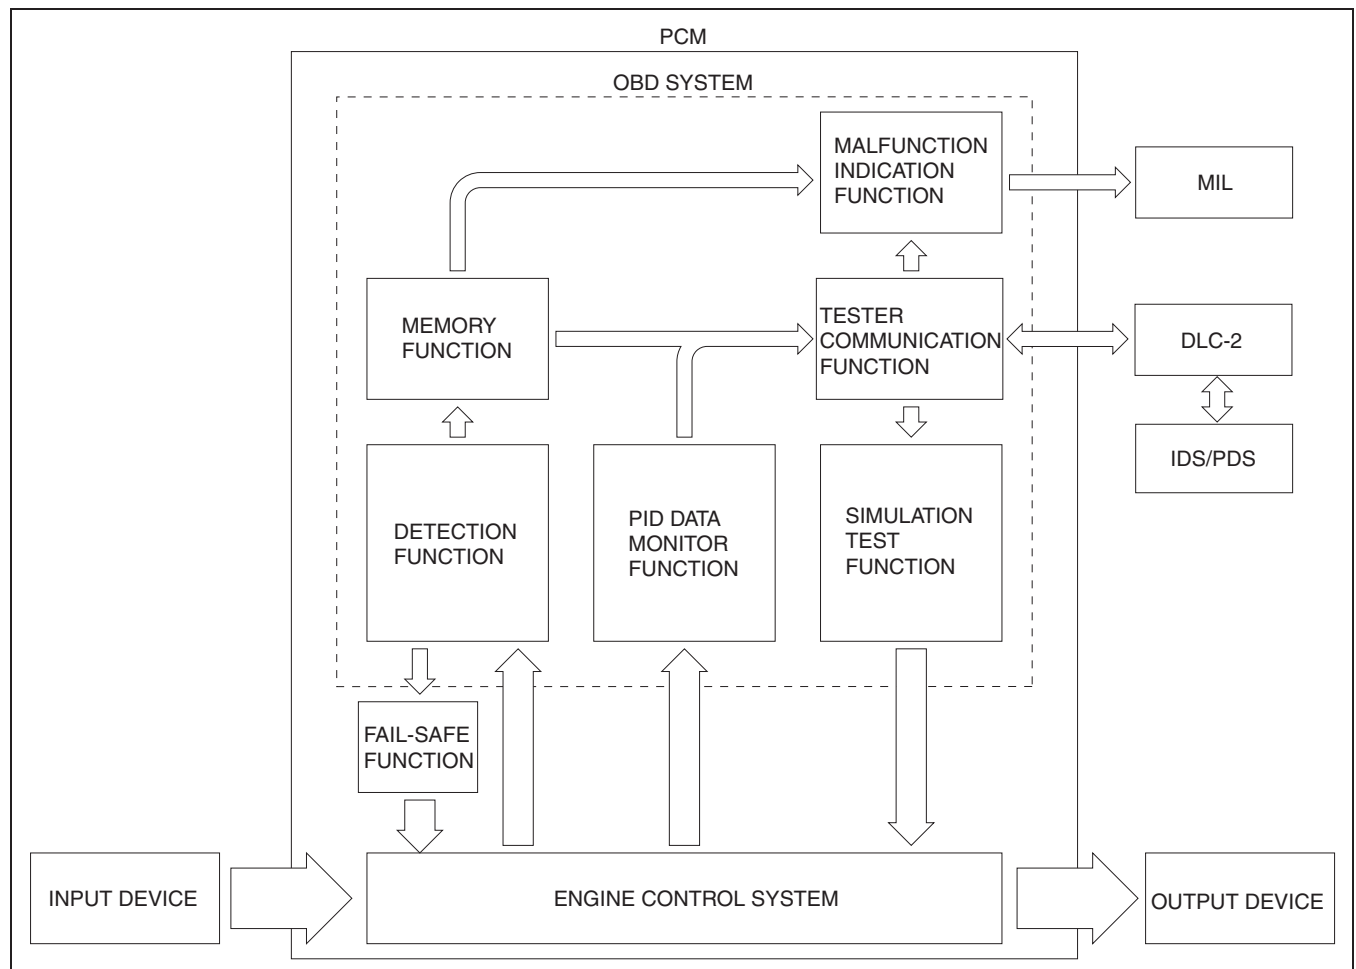 PCM
OBD SYSTEM
MALFUNCTION
INDICATION
FUNCTION
MIL
MEMORY
FUNCTION
TESTER
COMMUNICATION
FUNCTION
DLC-2
IDS/PDS
DETECTION
FUNCTION
PID DATA
MONITOR
FUNCTION
SIMULATION
TEST
FUNCTION
FAIL-SAFE
FUNCTION
INPUT DEVICE
ENGINE CONTROL SYSTEM
OUTPUT DEVICE